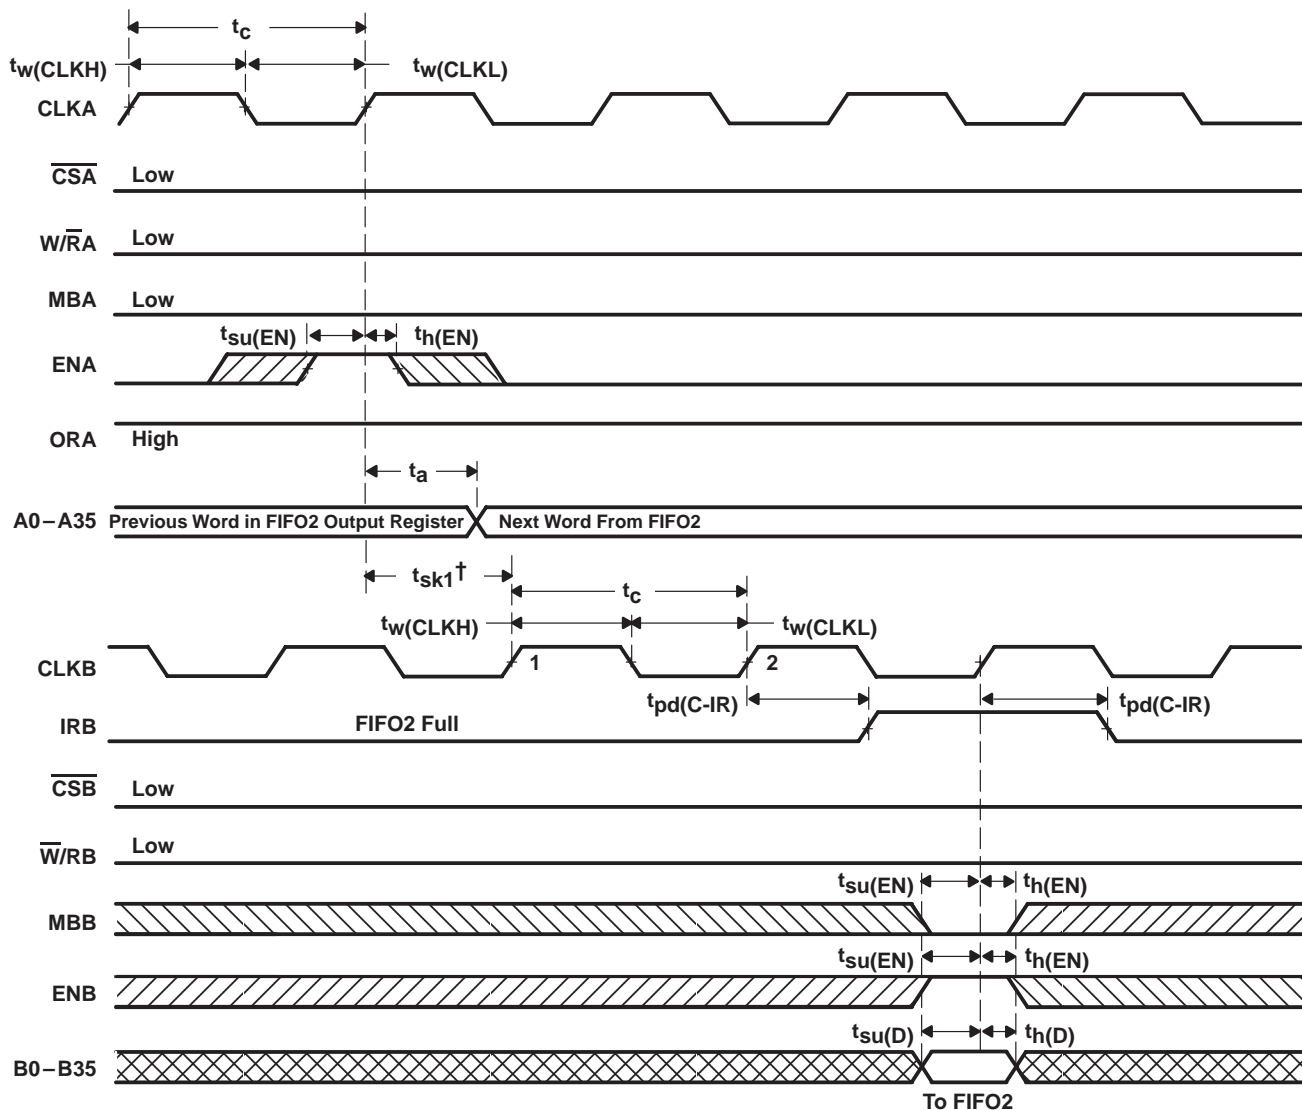 tc
tw(CLKH) tw(CLKL)
CLKA
CSA Low
W/RA Low
MBA Low
tsu(EN) th(EN)
ENA
ORA High
ta
A0–A35 Previous Word in FIFO2 Output Register Next Word From FIFO2
tsk1†
tc
tw(CLKH) tw(CLKL)
CLKB 1 2
tpd(C-IR) tpd(C-IR)
IRB FIFO2 Full
CSB Low
W/RB Low
tsu(EN) th(EN)
MBB
tsu(EN) th(EN)
ENB
tsu(D) th(D)
B0–B35
To FIFO2